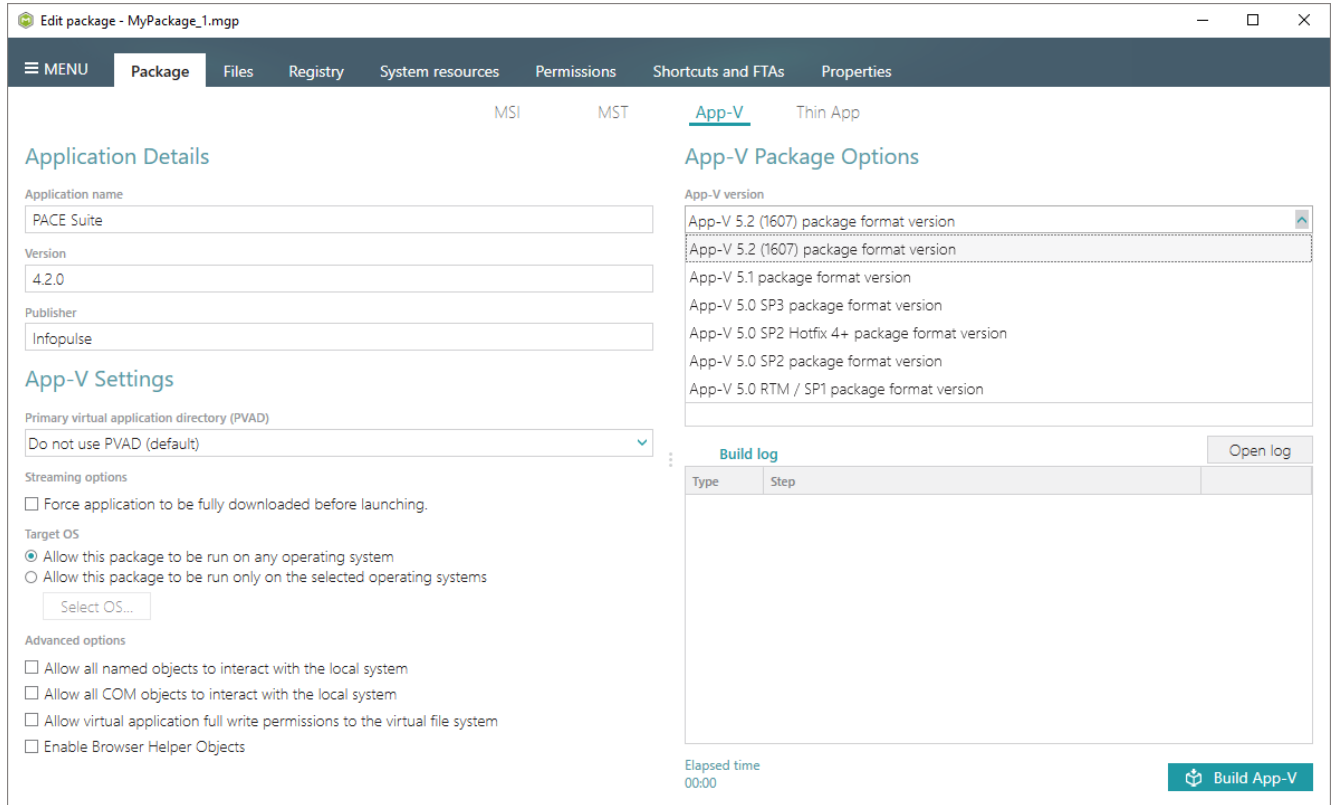 Edit package - MyPackage_1.mgp
MENU Package Files Registry System resources Permissions Shortcuts and FTAs Properties
MSI MST App-V Thin App
Application Details
Application name
PACE Suite
Version
4.2.0
Publisher
Infopulse
App-V Settings
Primary virtual application directory (PVAD)
Do not use PVAD (default)
Streaming options
Force application to be fully downloaded before launching.
Target OS
Allow this package to be run on any operating system
Allow this package to be run only on the selected operating systems
Select OS...
Advanced options
Allow all named objects to interact with the local system
Allow all COM objects to interact with the local system
Allow virtual application full write permissions to the virtual file system
Enable Browser Helper Objects
App-V Package Options
App-V version
App-V 5.2 (1607) package format version
App-V 5.2 (1607) package format version
App-V 5.1 package format version
App-V 5.0 SP3 package format version
App-V 5.0 SP2 Hotfix 4+ package format version
App-V 5.0 SP2 package format version
App-V 5.0 RTM / SP1 package format version
Build log Open log
Type Step
Elapsed time
00:00
Build App-V